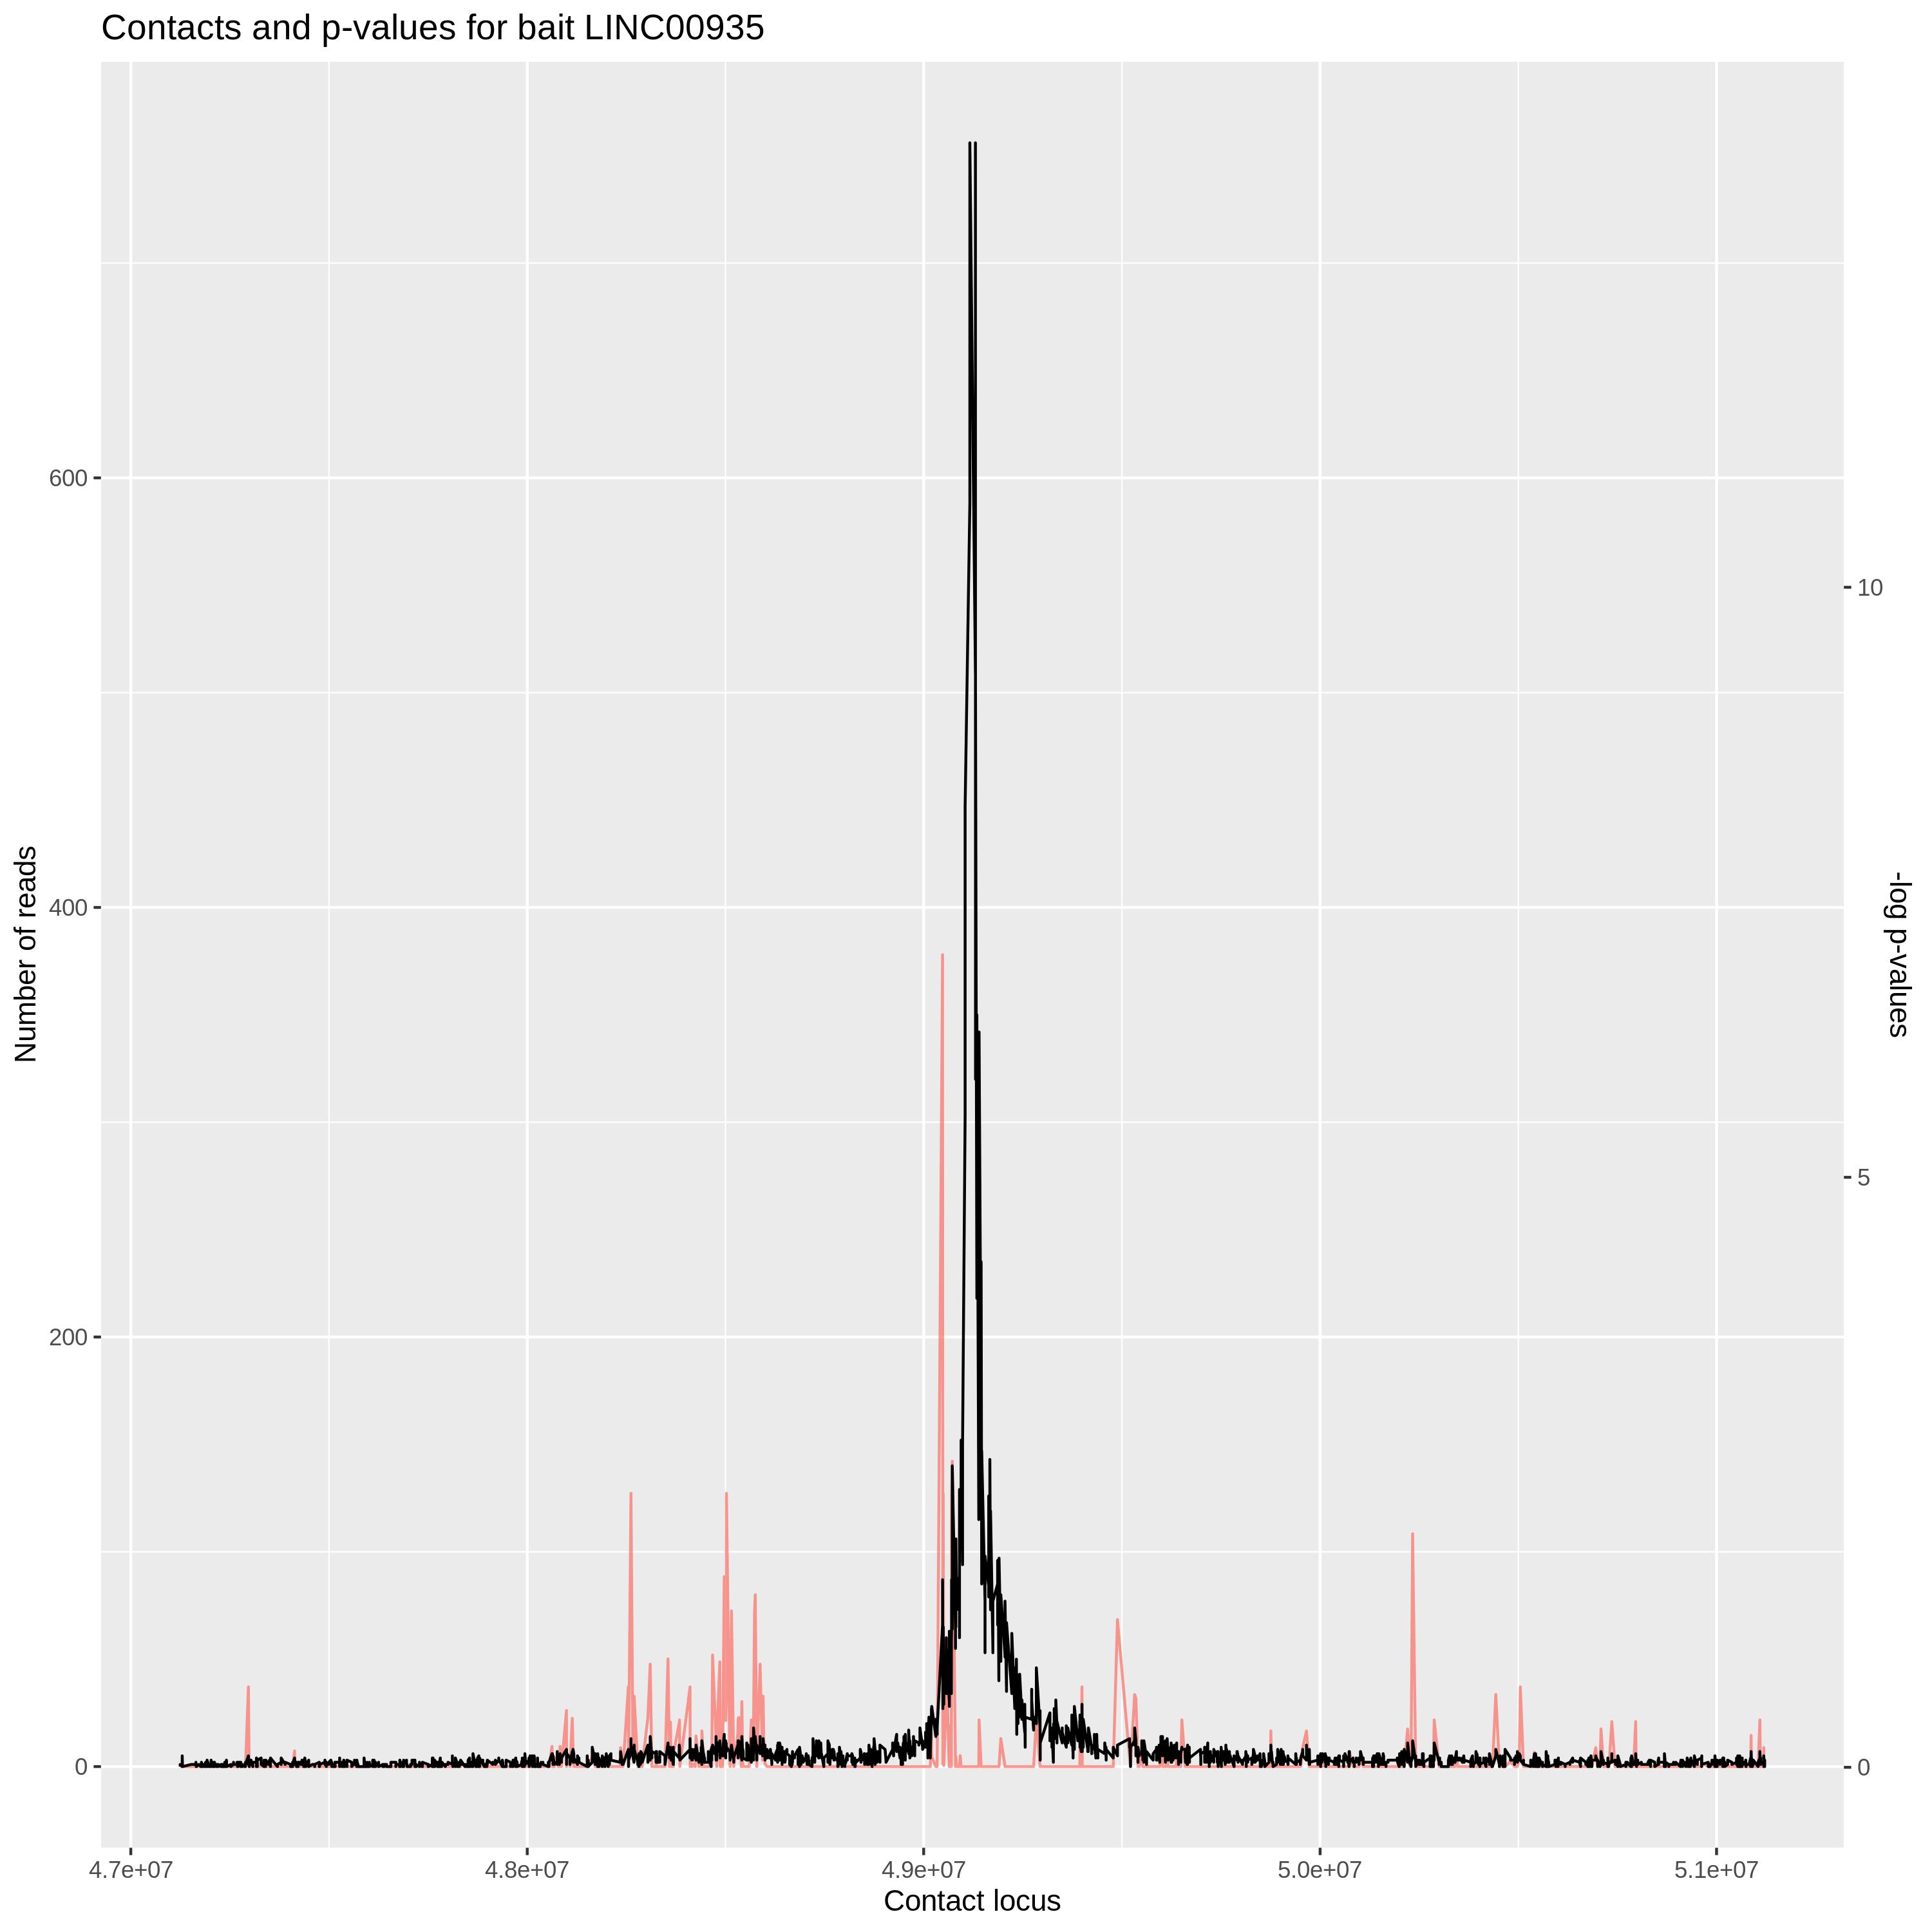 Contacts and p-values for bait LINC00935
600
400
200
0
Number of reads
10
5
0
-log p-values
4.7e+07
4.8e+07
4.9e+07
5.0e+07
5.1e+07
Contact locus